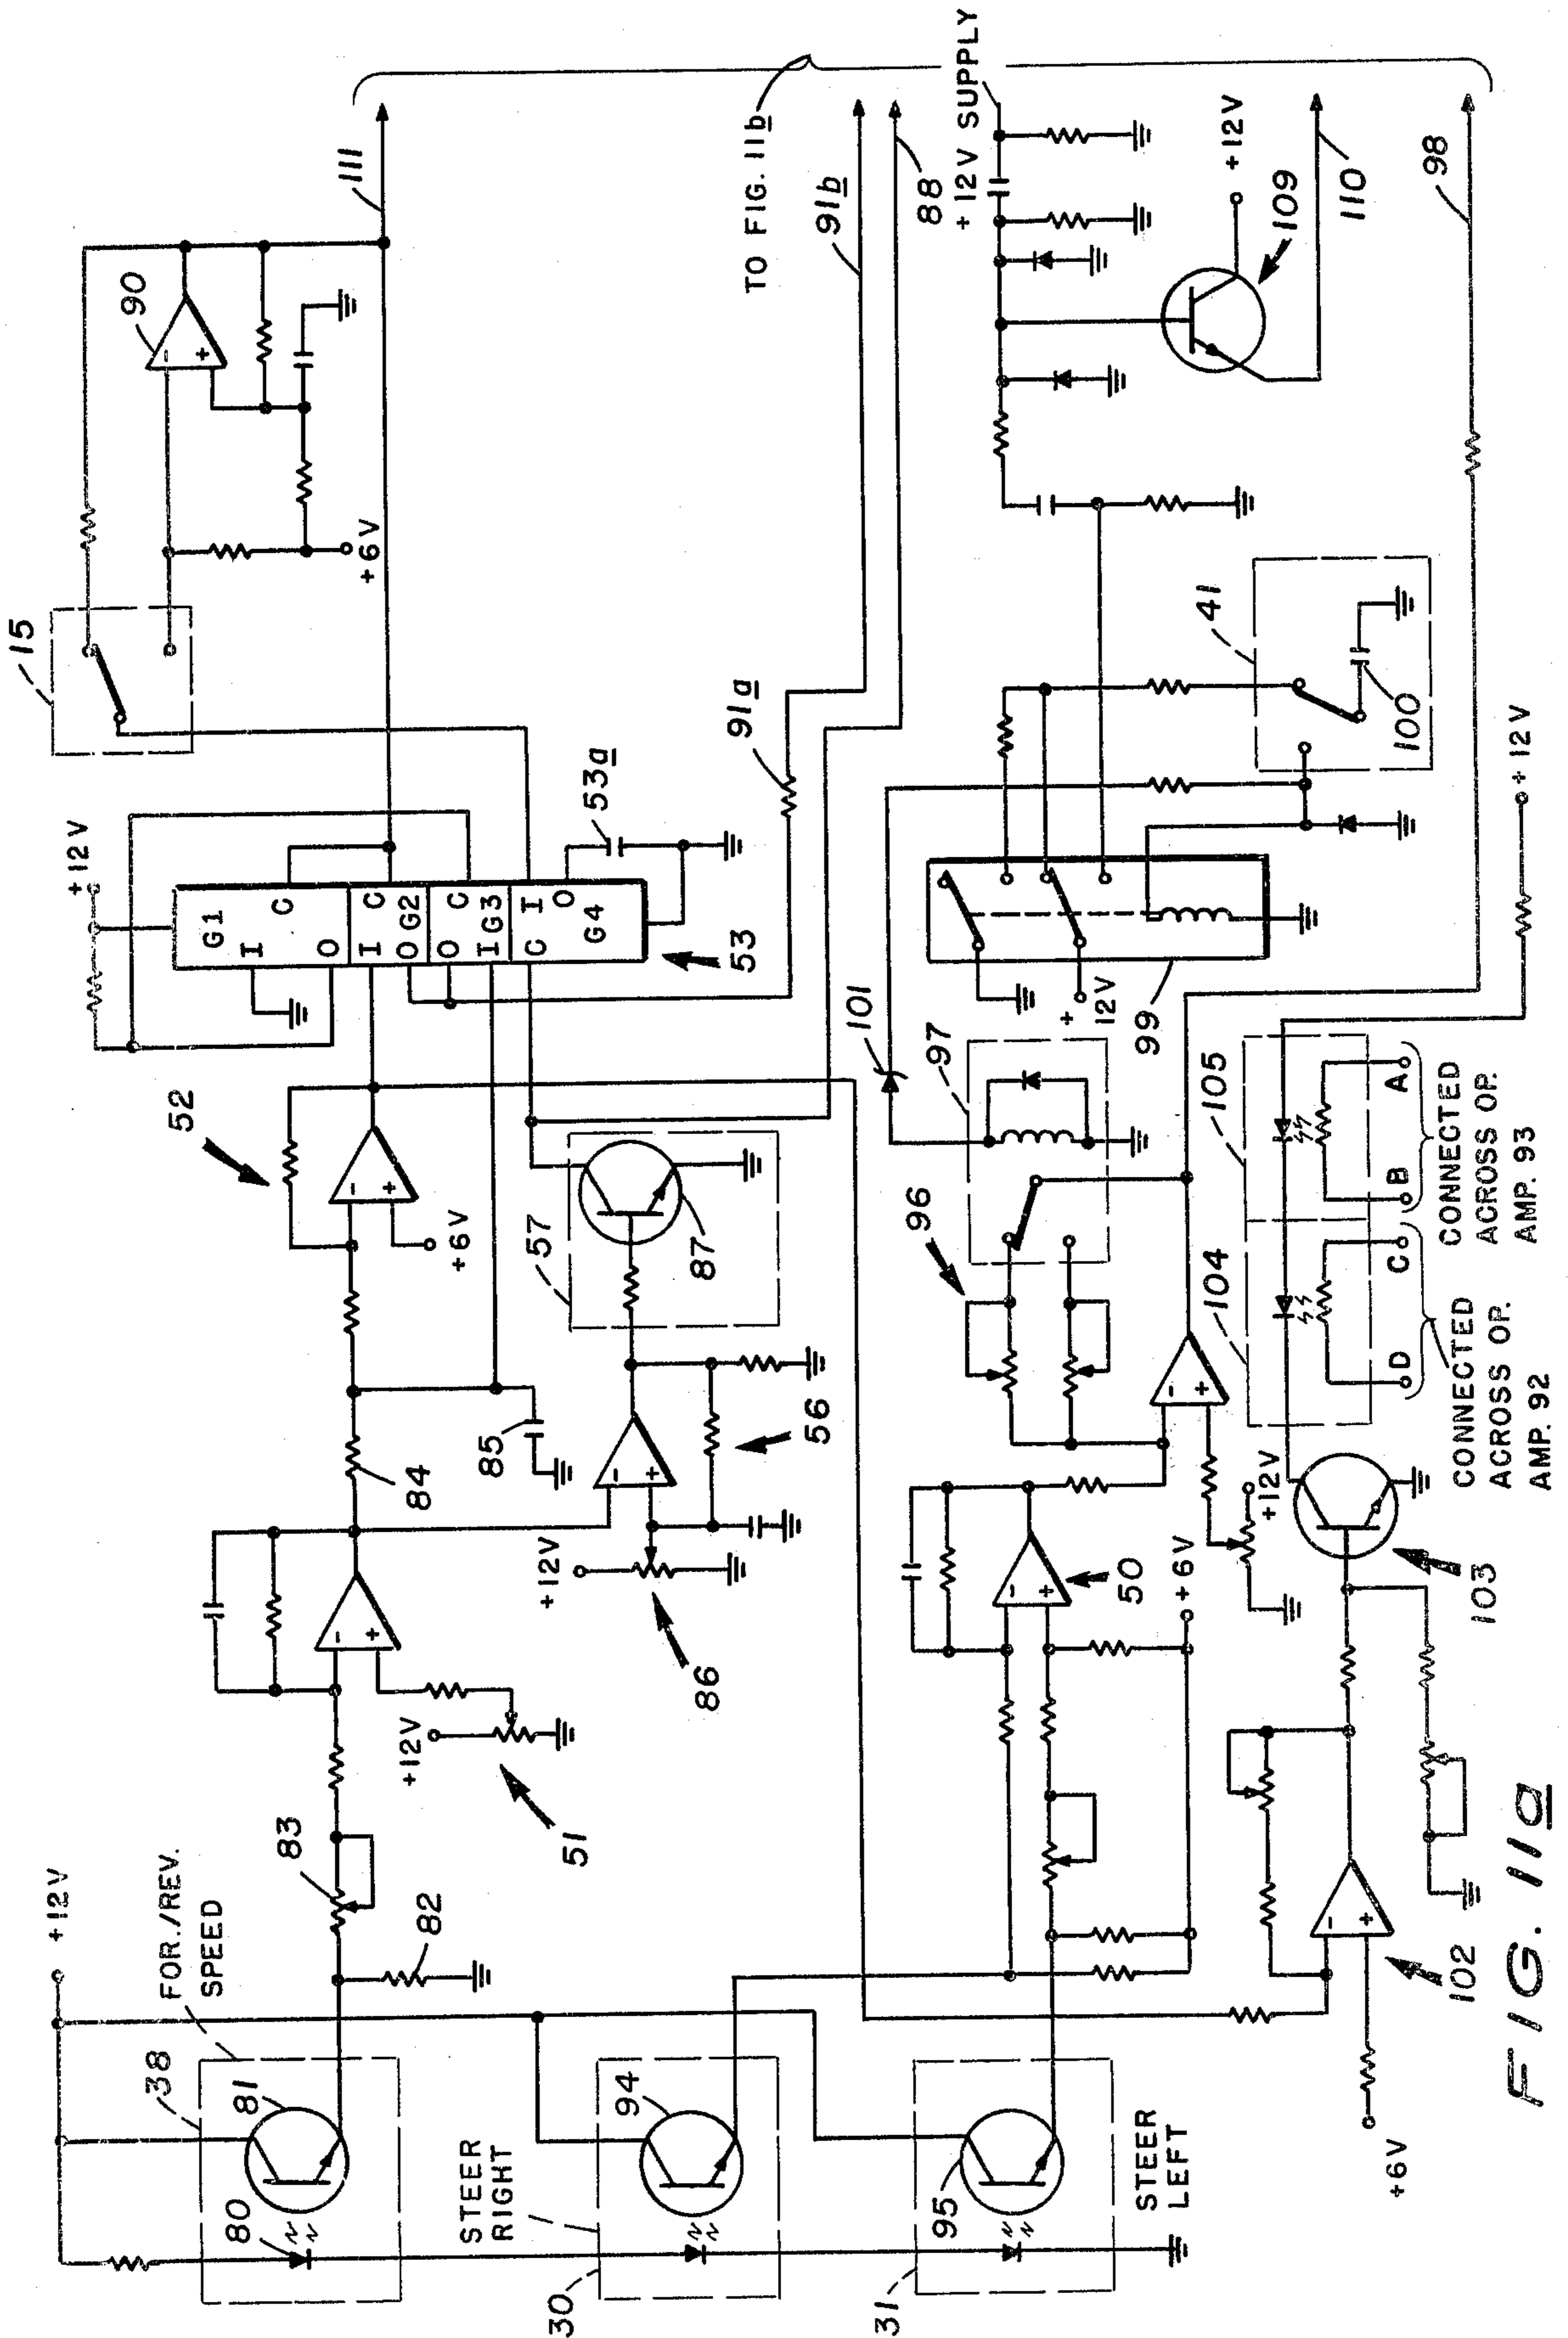 15
90
111
+6V
+12V
G1
I
C
O
I
C
O
G2
O
C
I
G3
C
I
O
G4
53
53a
91a
91b
88
TO FIG. 11b
+12V SUPPLY
52
+6V
57
87
84
85
56
+12V
86
+12V
51
83
82
+12V
FOR./REV.
SPEED
38
81
80
STEER
RIGHT
94
30
95
STEER
LEFT
31
50
+6V
96
97
101
+
12V
99
41
100
+12V
109
110
98
+12V
105
A
B
CONNECTED
ACROSS OP.
AMP. 93
104
C
D
CONNECTED
ACROSS OP.
AMP. 92
+12V
103
102
+6V
FIG. 11a